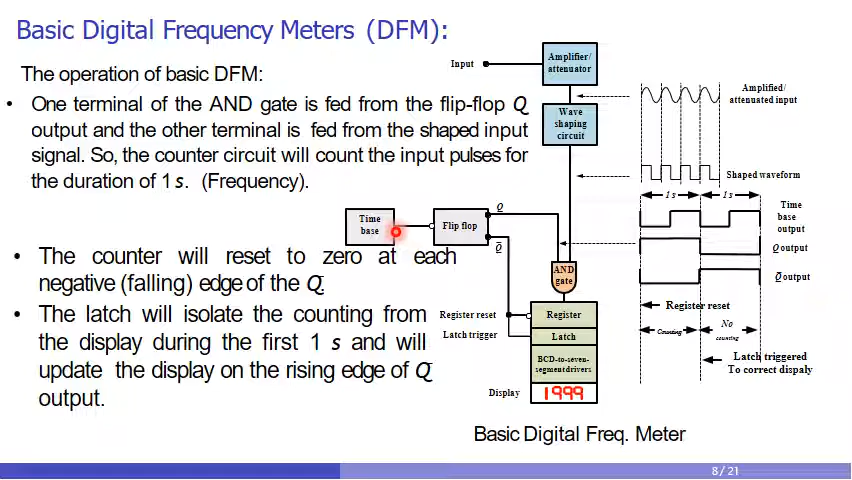 Basic Digital Frequency Meters (DFM):
The operation of basic DFM:
• One terminal of the AND gate is fed from the flip-flop Q
output and the other terminal is fed from the shaped input
signal. So, the counter circuit will count the input pulses for
the duration of 1 s. (Frequency).
• The counter will reset to zero at each
negative (falling) edge of the Q̅.
• The latch will isolate the counting from
the display during the first 1 s and will
update the display on the rising edge of Q̅
output.
Input
Amplifier/
attenuator
Wave
shaping
circuit
Time
base
Flip flop
Q
Q̅
AND
gate
Register reset
Register
Latch trigger
Latch
BCD-to-seven-
segment drivers
Display
1999
Amplified/
attenuated input
Shaped waveform
1 s
1 s
Time
base
output
Q output
Q̅ output
Register reset
Counting
No
counting
Latch triggered
To correct dispaly
Basic Digital Freq. Meter
8/21